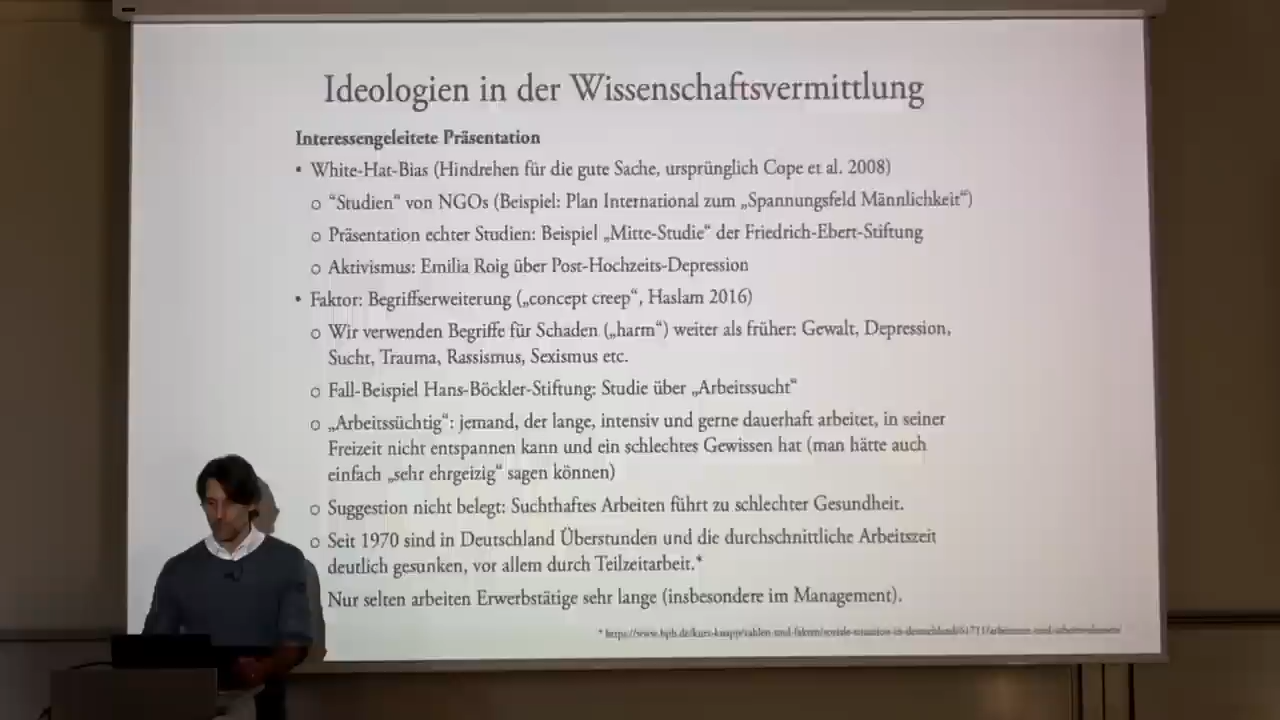 Ideologien in der Wissenschaftsvermittlung
Interessengeleitete Präsentation
• White-Hat-Bias (Hindrehen für die gute Sache, ursprünglich Cope et al. 2008)
o “Studien“ von NGOs (Beispiel: Plan International zum „Spannungsfeld Männlichkeit“)
o Präsentation echter Studien: Beispiel „Mitte-Studie“ der Friedrich-Ebert-Stiftung
o Aktivismus: Emilia Roig über Post-Hochzeits-Depression
• Faktor: Begriffserweiterung („concept creep“, Haslam 2016)
o Wir verwenden Begriffe für Schaden („harm“) weiter als früher: Gewalt, Depression,
Sucht, Trauma, Rassismus, Sexismus etc.
o Fall-Beispiel Hans-Böckler-Stiftung: Studie über „Arbeitssucht“
o „Arbeitssüchtig“: jemand, der lange, intensiv und gerne dauerhaft arbeitet, in seiner
Freizeit nicht entspannen kann und ein schlechtes Gewissen hat (man hätte auch
einfach „sehr ehrgeizig“ sagen können)
o Suggestion nicht belegt: Suchthaftes Arbeiten führt zu schlechter Gesundheit.
o Seit 1970 sind in Deutschland Überstunden und die durchschnittliche Arbeitszeit
deutlich gesunken, vor allem durch Teilzeitarbeit.*
Nur selten arbeiten Erwerbstätige sehr lange (insbesondere im Management).